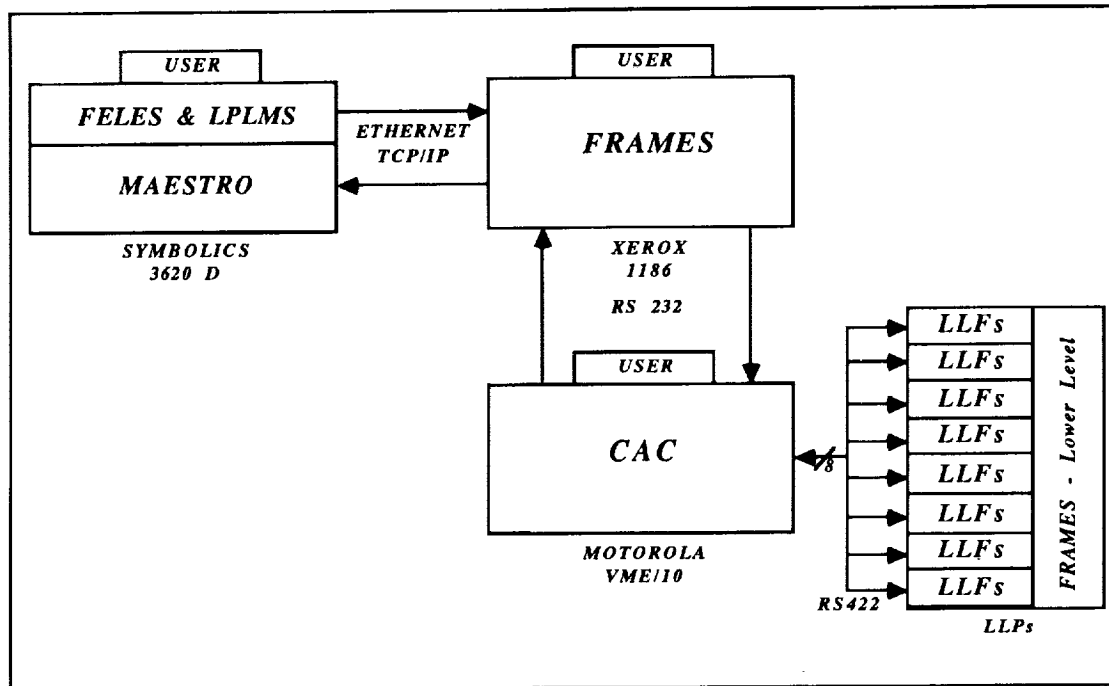 USER
FELES & LPLMS
MAESTRO
SYMBOLICS
3620 D
ETHERNET
TCP/IP
USER
FRAMES
XEROX
1186
RS 232
USER
CAC
MOTOROLA
VME/10
8
RS422
LLFs
LLFs
LLFs
LLFs
LLFs
LLFs
LLFs
LLFs
FRAMES - Lower Level
LLPs